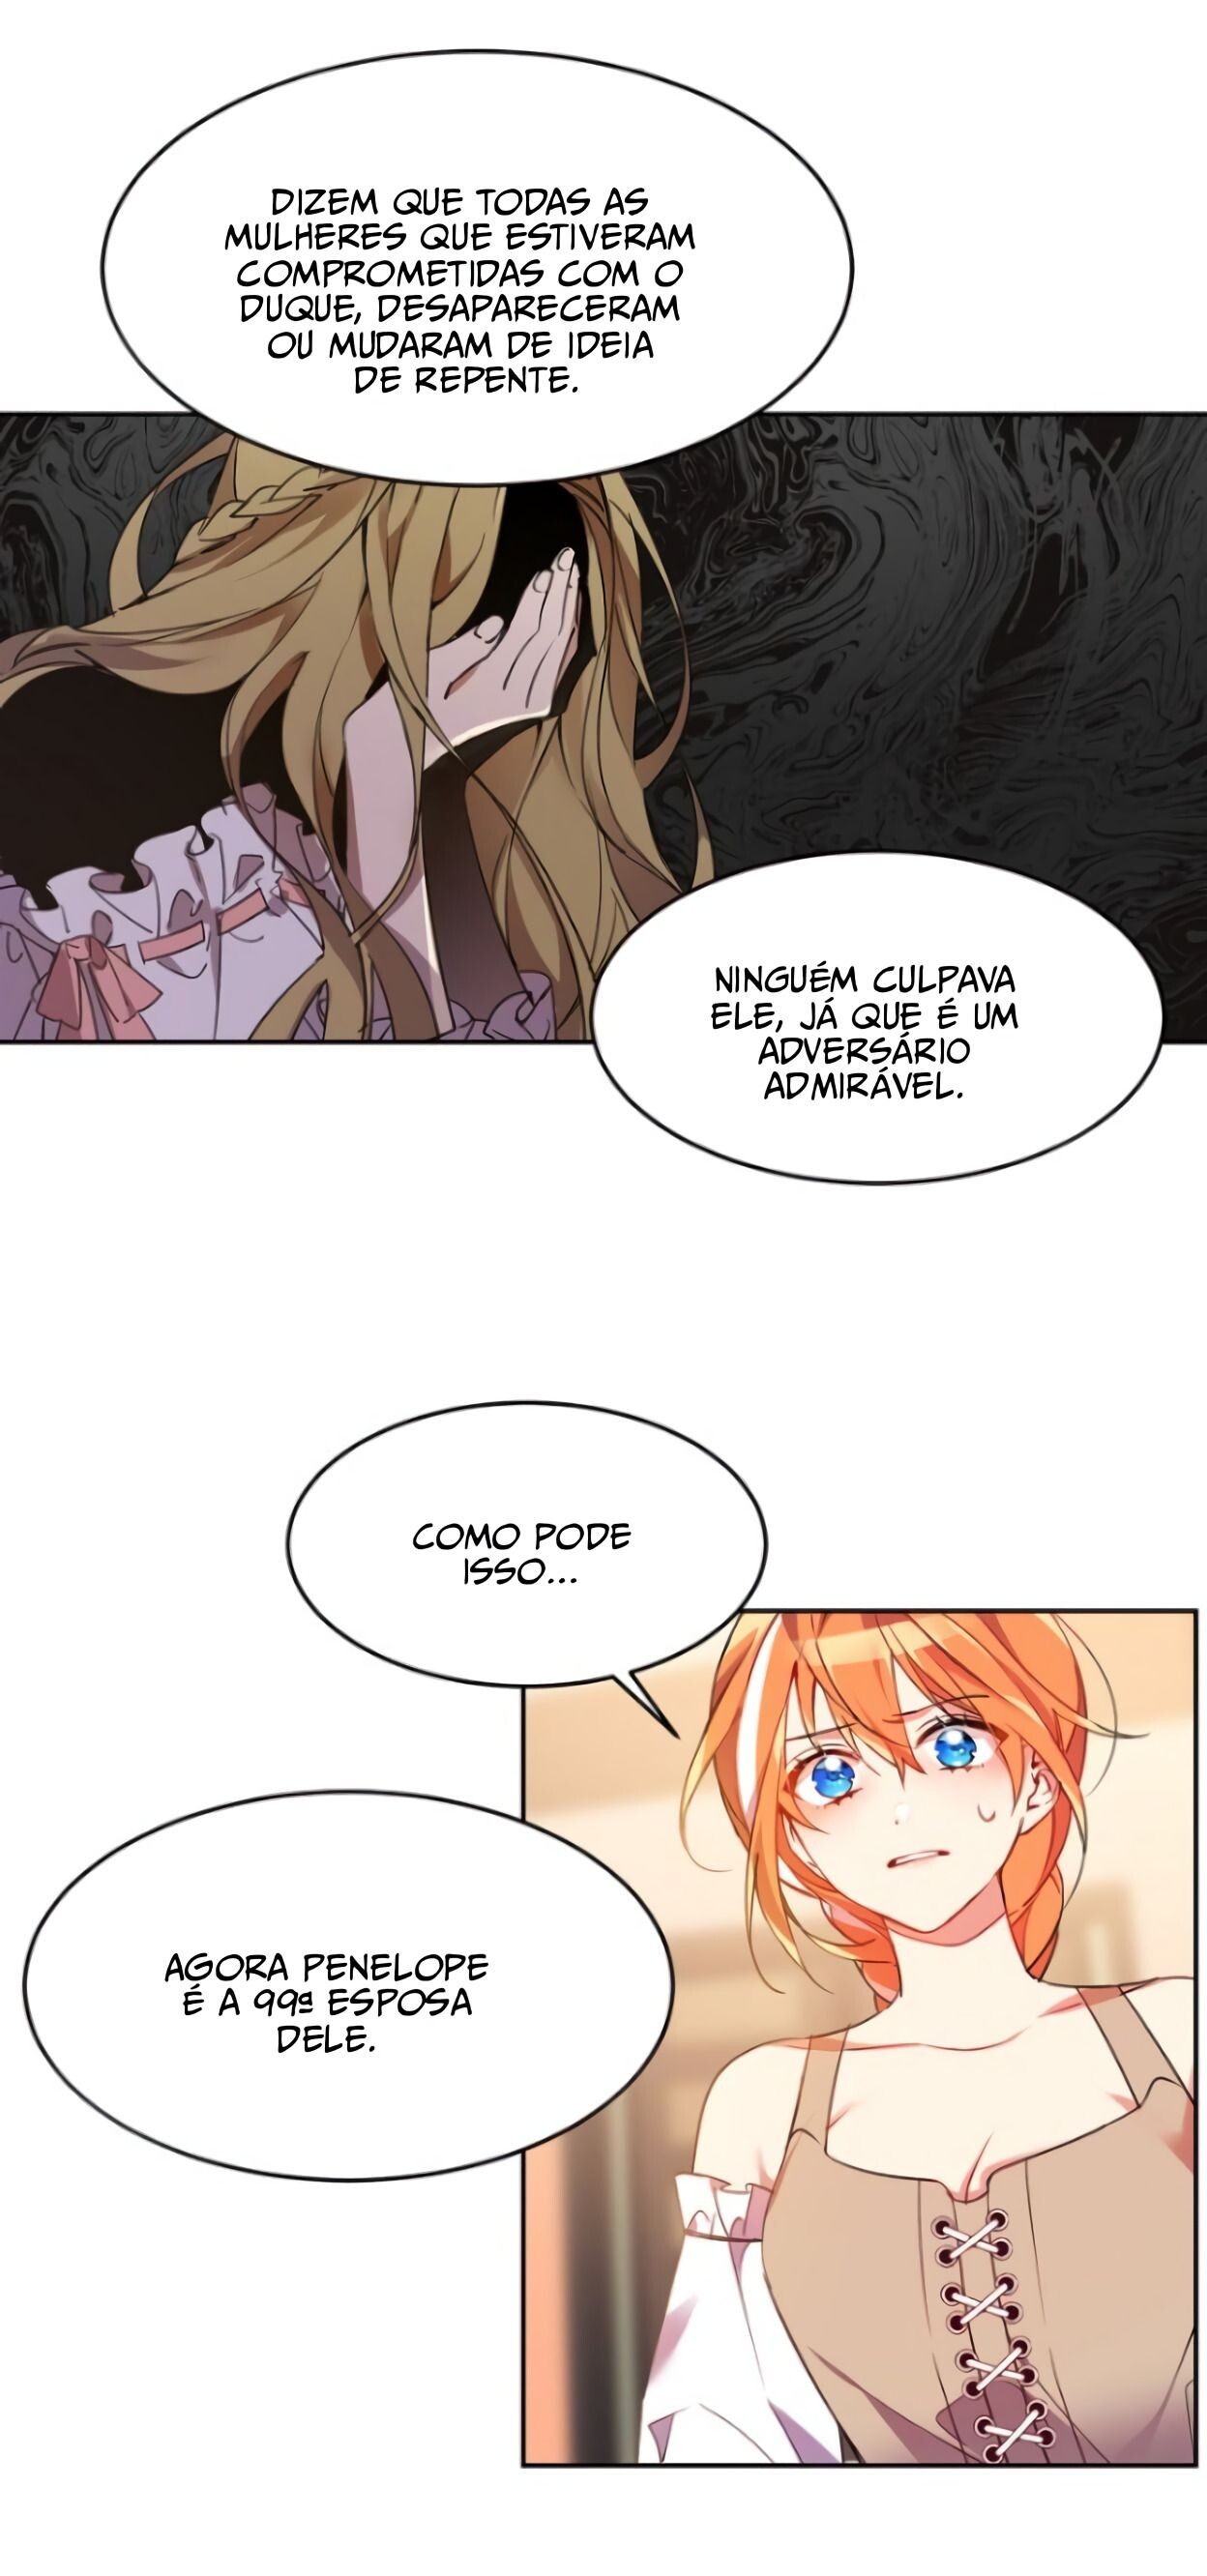 DIZEM QUE TODAS AS
MULHERES QUE ESTIVERAM
COMPROMETIDAS COM O
DUQUE, DESAPARECERAM
OU MUDARAM DE IDEIA
DE REPENTE.
NINGUÉM CULPAVA
ELE, JÁ QUE É UM
ADVERSÁRIO
ADMIRÁVEL.
COMO PODE
ISSO...
AGORA PENELOPE
É A 99ª ESPOSA
DELE.